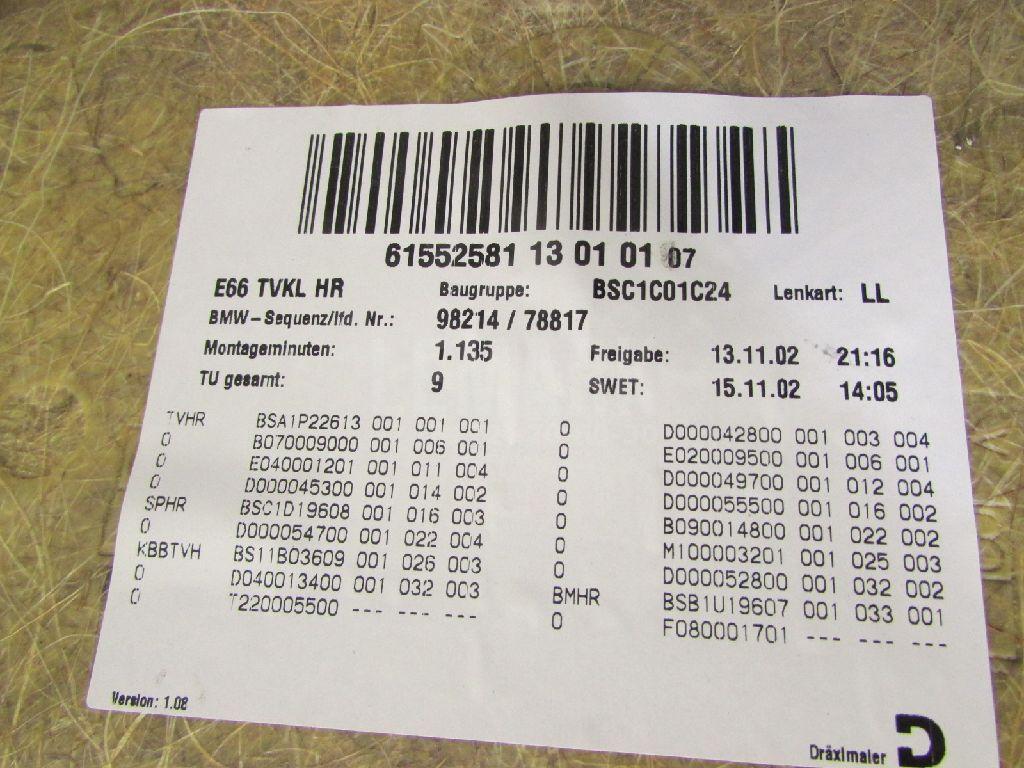 61552581 13 01 01 07
E66 TVKL HR Baugruppe: BSC1C01C24 Lenkart: LL
BMW-Sequenz/lfd. Nr.: 98214 / 78817
Montageminuten: 1.135 Freigabe: 13.11.02 21:16
TU gesamt: 9 SWET: 15.11.02 14:05
TVHR BSA1P22613 001 001 001 0 D000042800 001 003 004
0 B070009000 001 006 001 0 E020009500 001 006 001
0 E040001201 001 011 004 0 D000049700 001 012 004
0 D000045300 001 014 002 0 D000055500 001 016 002
SPHR BSC1D19608 001 016 003 0 B090014800 001 022 002
0 D000054700 001 022 004 0 M100003201 001 025 003
KBBTVH BS11B03609 001 026 003 0 D000052800 001 032 002
0 D040013400 001 032 003 BMHR BSB1U19607 001 033 001
0 T220005500 --- --- --- 0 F080001701 --- --- ---
Version: 1.08
Dräxlmaier D